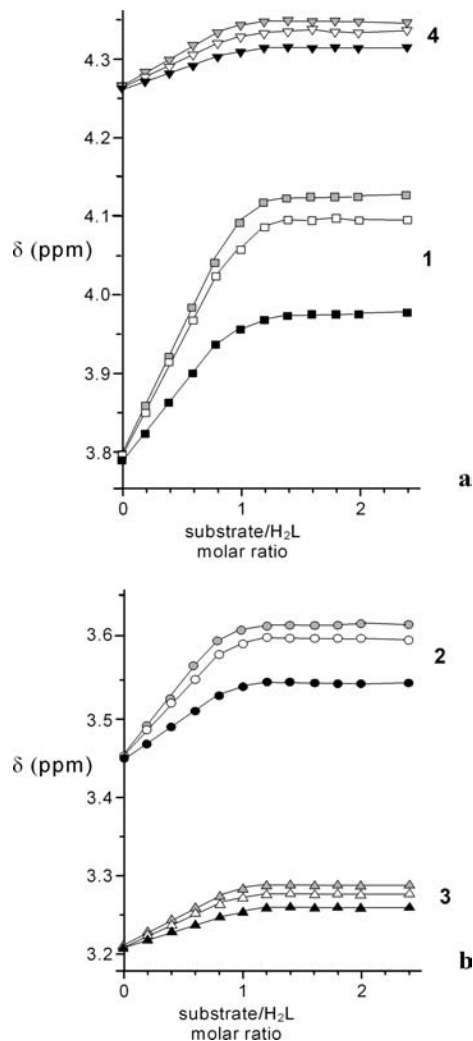 4
4.3
4.2
4.1
1
δ (ppm)
4.0
3.9
3.8
0 1 2
a
substrate/H₂L
molar ratio
3.6
2
3.5
δ (ppm)
3.4
3.3
3
3.2
b
0 1 2
substrate/H₂L
molar ratio